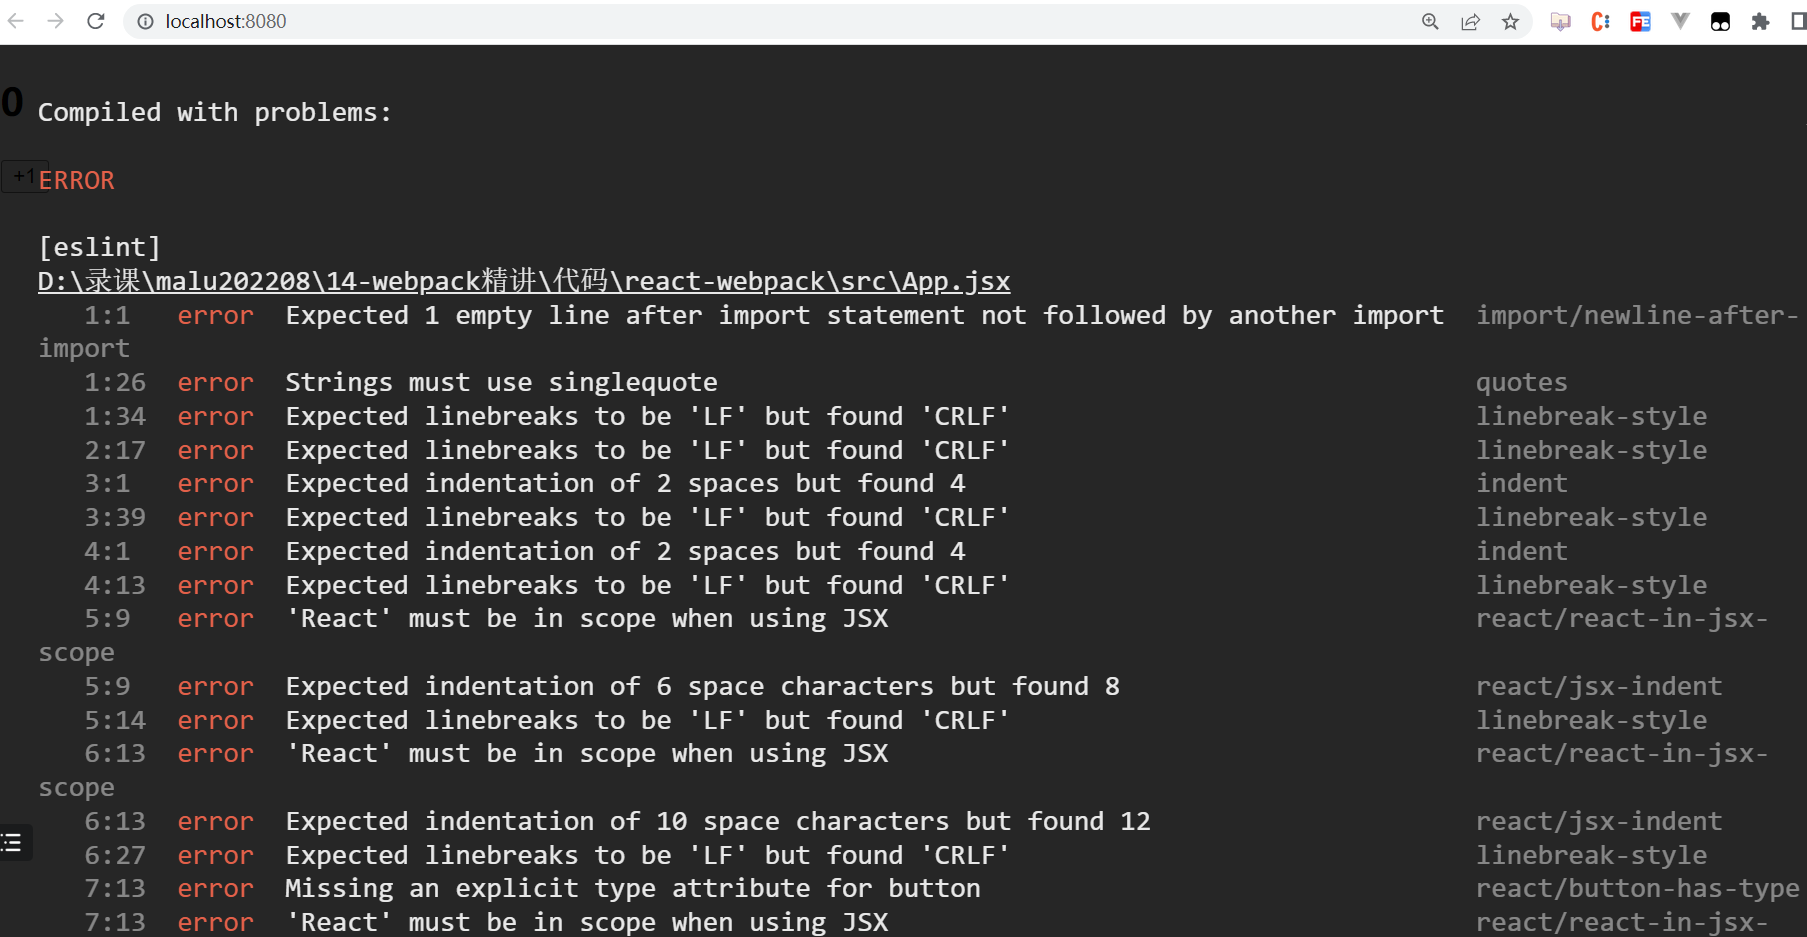 localhost:8080
0
Compiled with problems:
+1
ERROR
[eslint]
D:\录课\malu202208\14-webpack精讲\代码\react-webpack\src\App.jsx
1:1 error Expected 1 empty line after import statement not followed by another import import/newline-after-
import
1:26 error Strings must use singlequote quotes
1:34 error Expected linebreaks to be 'LF' but found 'CRLF' linebreak-style
2:17 error Expected linebreaks to be 'LF' but found 'CRLF' linebreak-style
3:1 error Expected indentation of 2 spaces but found 4 indent
3:39 error Expected linebreaks to be 'LF' but found 'CRLF' linebreak-style
4:1 error Expected indentation of 2 spaces but found 4 indent
4:13 error Expected linebreaks to be 'LF' but found 'CRLF' linebreak-style
5:9 error 'React' must be in scope when using JSX react/react-in-jsx-
scope
5:9 error Expected indentation of 6 space characters but found 8 react/jsx-indent
5:14 error Expected linebreaks to be 'LF' but found 'CRLF' linebreak-style
6:13 error 'React' must be in scope when using JSX react/react-in-jsx-
scope
6:13 error Expected indentation of 10 space characters but found 12 react/jsx-indent
6:27 error Expected linebreaks to be 'LF' but found 'CRLF' linebreak-style
7:13 error Missing an explicit type attribute for button react/button-has-type
7:13 error 'React' must be in scope when using JSX react/react-in-jsx-